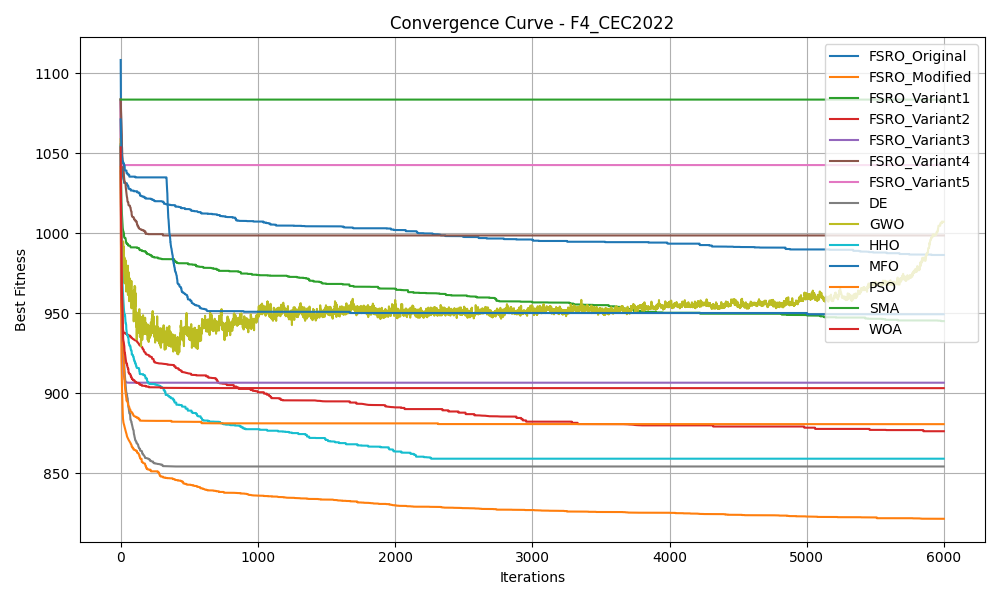 Convergence Curve - F4_CEC2022
Best Fitness
1100
1050
1000
950
900
850
0
1000
2000
3000
4000
5000
6000
Iterations
FSRO_Original
FSRO_Modified
FSRO_Variant1
FSRO_Variant2
FSRO_Variant3
FSRO_Variant4
FSRO_Variant5
DE
GWO
HHO
MFO
PSO
SMA
WOA